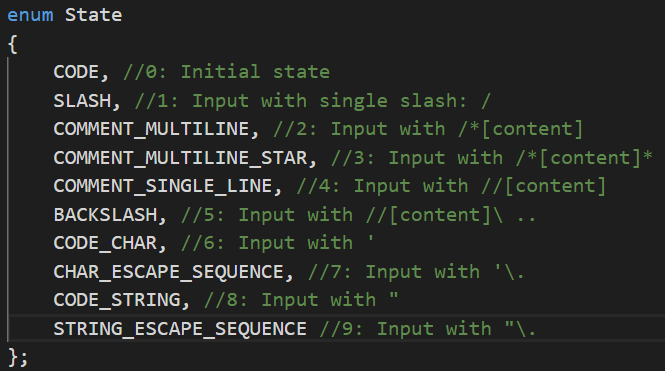 enum State
{
CODE, //0: Initial state
SLASH, //1: Input with single slash: /
COMMENT_MULTILINE, //2: Input with /*[content]
COMMENT_MULTILINE_STAR, //3: Input with /*[content]*
COMMENT_SINGLE_LINE, //4: Input with //[content]
BACKSLASH, //5: Input with //[content]\ ..
CODE_CHAR, //6: Input with '
CHAR_ESCAPE_SEQUENCE, //7: Input with '\.
CODE_STRING, //8: Input with "
STRING_ESCAPE_SEQUENCE //9: Input with "\.
};